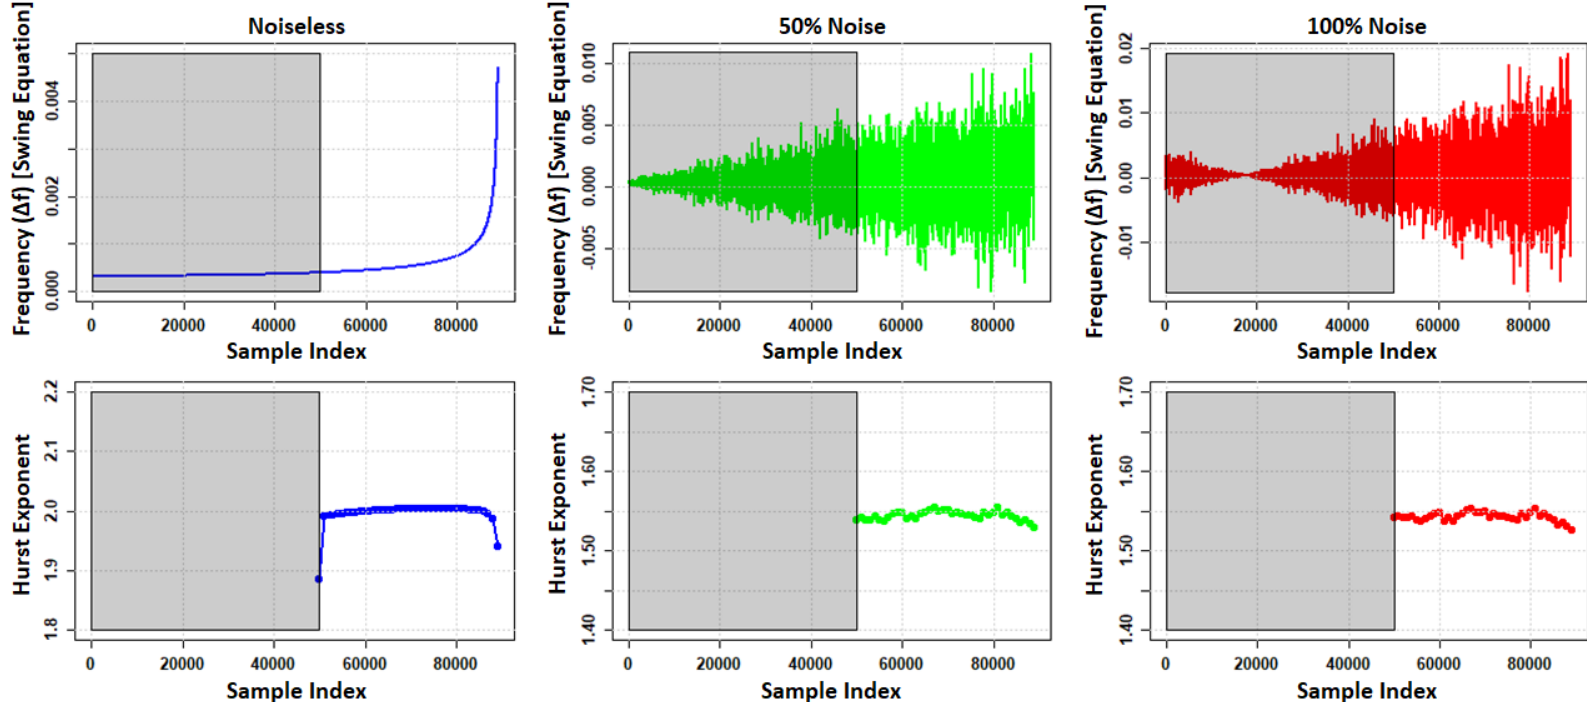 Noiseless
50% Noise
100% Noise
Frequency (Δf) [Swing Equation]
0.004
0.002
0.000
0 20000 40000 60000 80000
Sample Index
Frequency (Δf) [Swing Equation]
0.010
0.005
0.000
-0.005
0 20000 40000 60000 80000
Sample Index
Frequency (Δf) [Swing Equation]
0.02
0.01
0.00
-0.01
0 20000 40000 60000 80000
Sample Index
Hurst Exponent
2.2
2.1
2.0
1.9
1.8
0 20000 40000 60000 80000
Sample Index
Hurst Exponent
1.70
1.60
1.50
1.40
0 20000 40000 60000 80000
Sample Index
Hurst Exponent
1.70
1.60
1.50
1.40
0 20000 40000 60000 80000
Sample Index